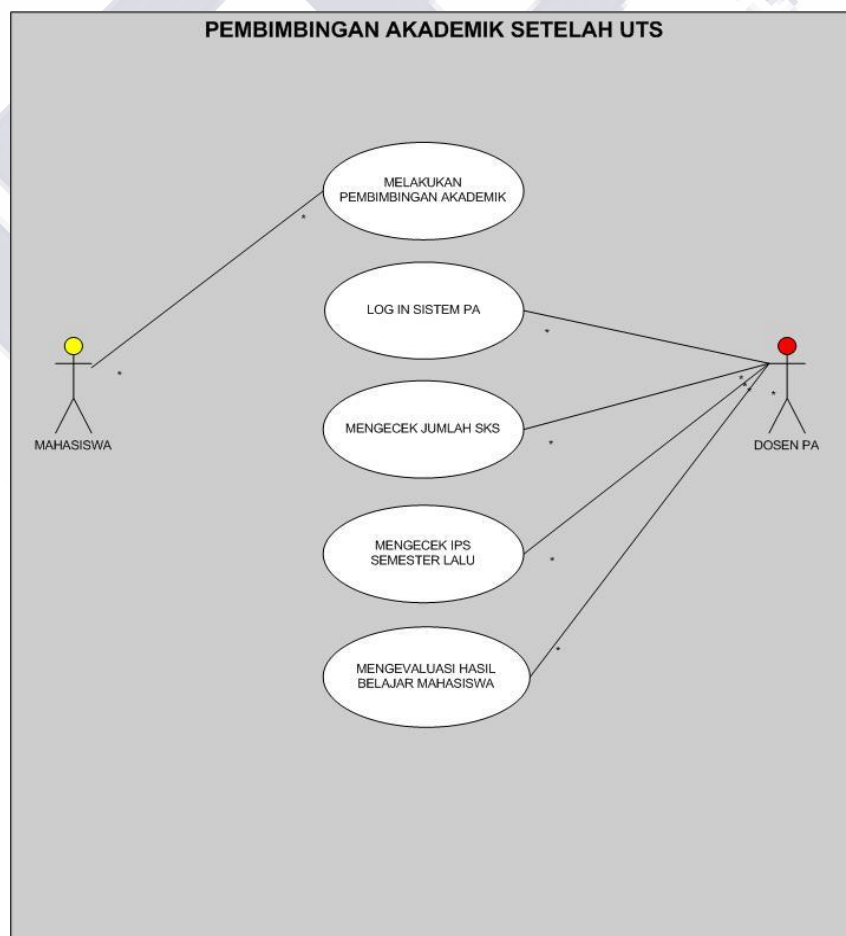 PEMBIMBINGAN AKADEMIK SETELAH UTS
MELAKUKAN
PEMBIMBINGAN AKADEMIK
*
LOG IN SISTEM PA
*
MAHASISWA
*
DOSEN PA
*
*
*
*
MENGECEK JUMLAH SKS
*
MENGECEK IPS
SEMESTER LALU
*
MENGEVALUASI HASIL
BELAJAR MAHASISWA
*